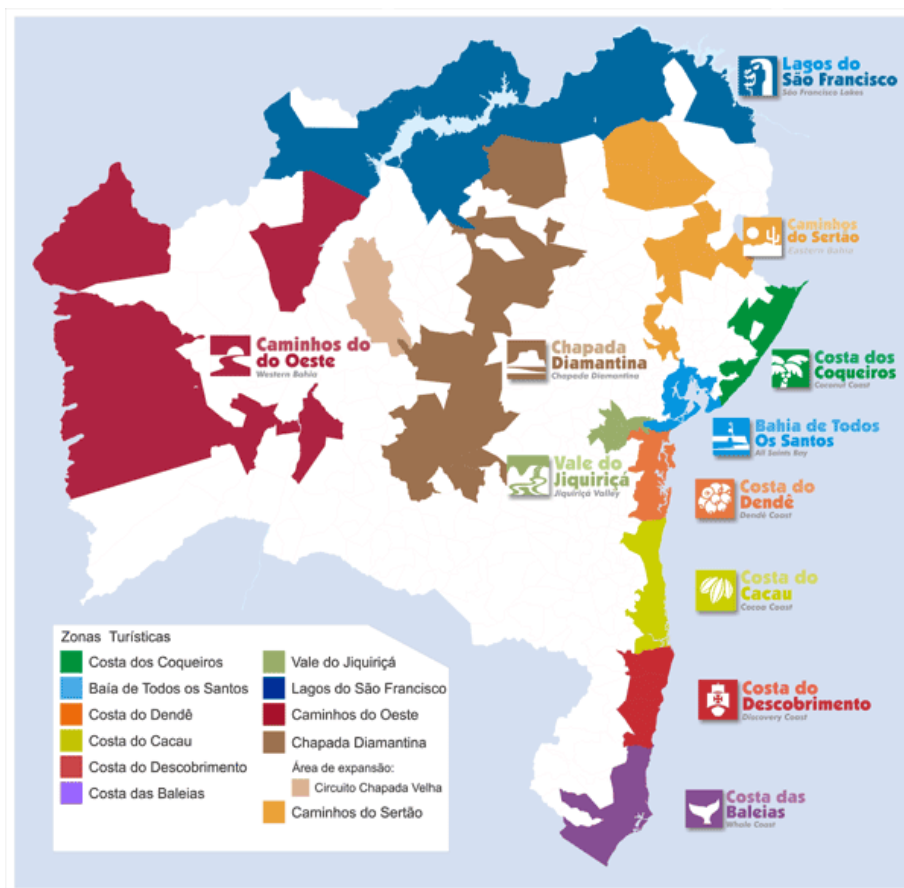 Lagos do
São Francisco
São Francisco Lakes
Caminhos
do Sertão
Eastern Bahia
Caminhos do
do Oeste
Western Bahia
Chapada
Diamantina
Chapada Diamantina
Costa dos
Coqueiros
Coconut Coast
Bahia de Todos
Os Santos
All Saints Bay
Vale do
Jiquiriçá
Jiquiriçá Valley
Costa do
Dendê
Dendê Coast
Costa do
Cacau
Cocoa Coast
Costa do
Descobrimento
Discovery Coast
Costa das
Baleias
Whale Coast
Zonas Turísticas
Costa dos Coqueiros
Baía de Todos os Santos
Costa do Dendê
Costa do Cacau
Costa do Descobrimento
Costa das Baleias
Vale do Jiquiriçá
Lagos do São Francisco
Caminhos do Oeste
Chapada Diamantina
Área de expansão:
Circuito Chapada Velha
Caminhos do Sertão